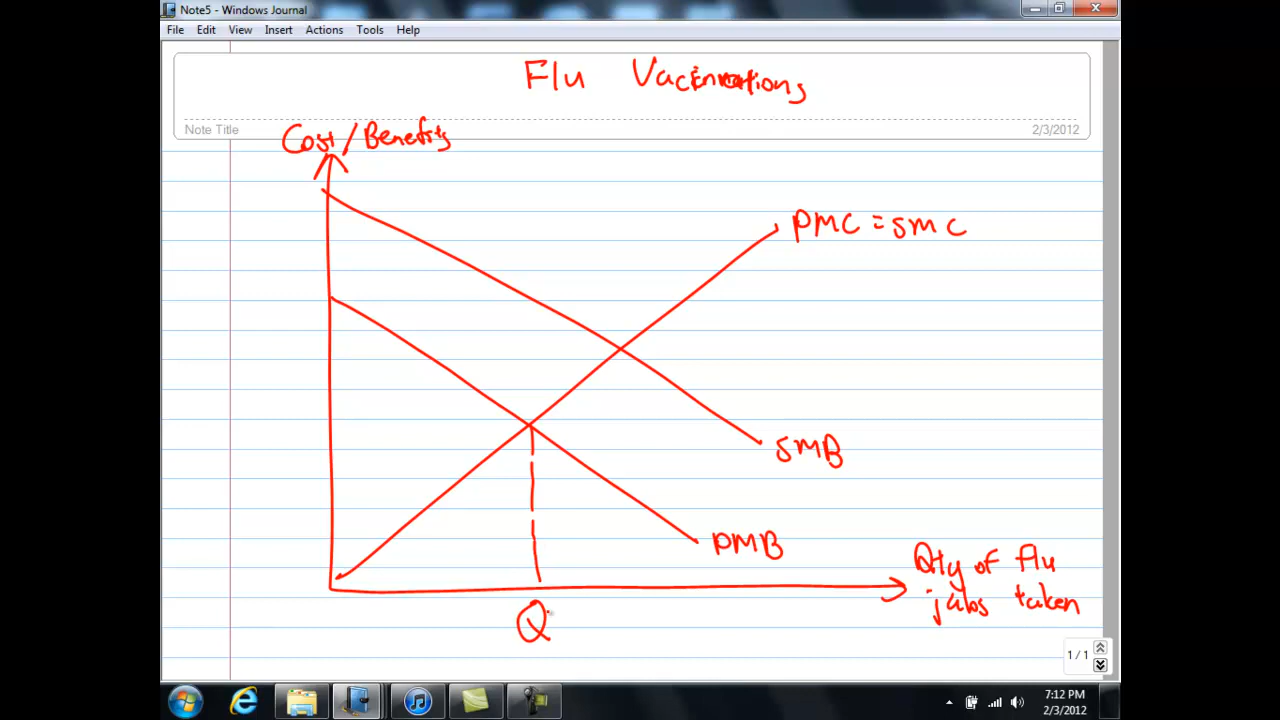 Note5 - Windows Journal
File Edit View Insert Actions Tools Help
Flu Vaccinations
Note Title
2/3/2012
Cost/Benefits
PMC = SMC
SMB
PMB
Qty of flu
jabs taken
Q
1 / 1
7:12 PM
2/3/2012